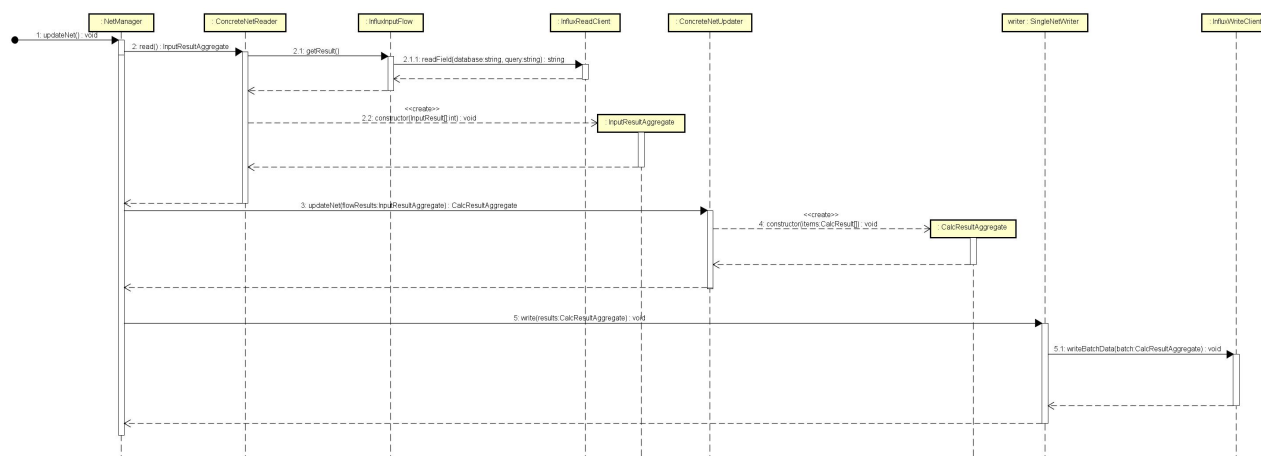 : NetManager
: ConcreteNetReader
: InfluxInputFlow
: InfluxReadClient
: ConcreteNetUpdater
writer : SingleNetWriter
: InfluxWriteClient
1: updateNet() : void
2: read() : InputResultAggregate
2.1: getResult()
2.1.1: readField(database:string, query:string) : string
<<create>>
2.2: constructor(InputResult[]:int) : void
: InputResultAggregate
3: updateNet(flowResults:InputResultAggregate) : CalcResultAggregate
<<create>>
4: constructor(items:CalcResult[]) : void
: CalcResultAggregate
5: write(results:CalcResultAggregate) : void
5.1: writeBatchData(batch:CalcResultAggregate) : void